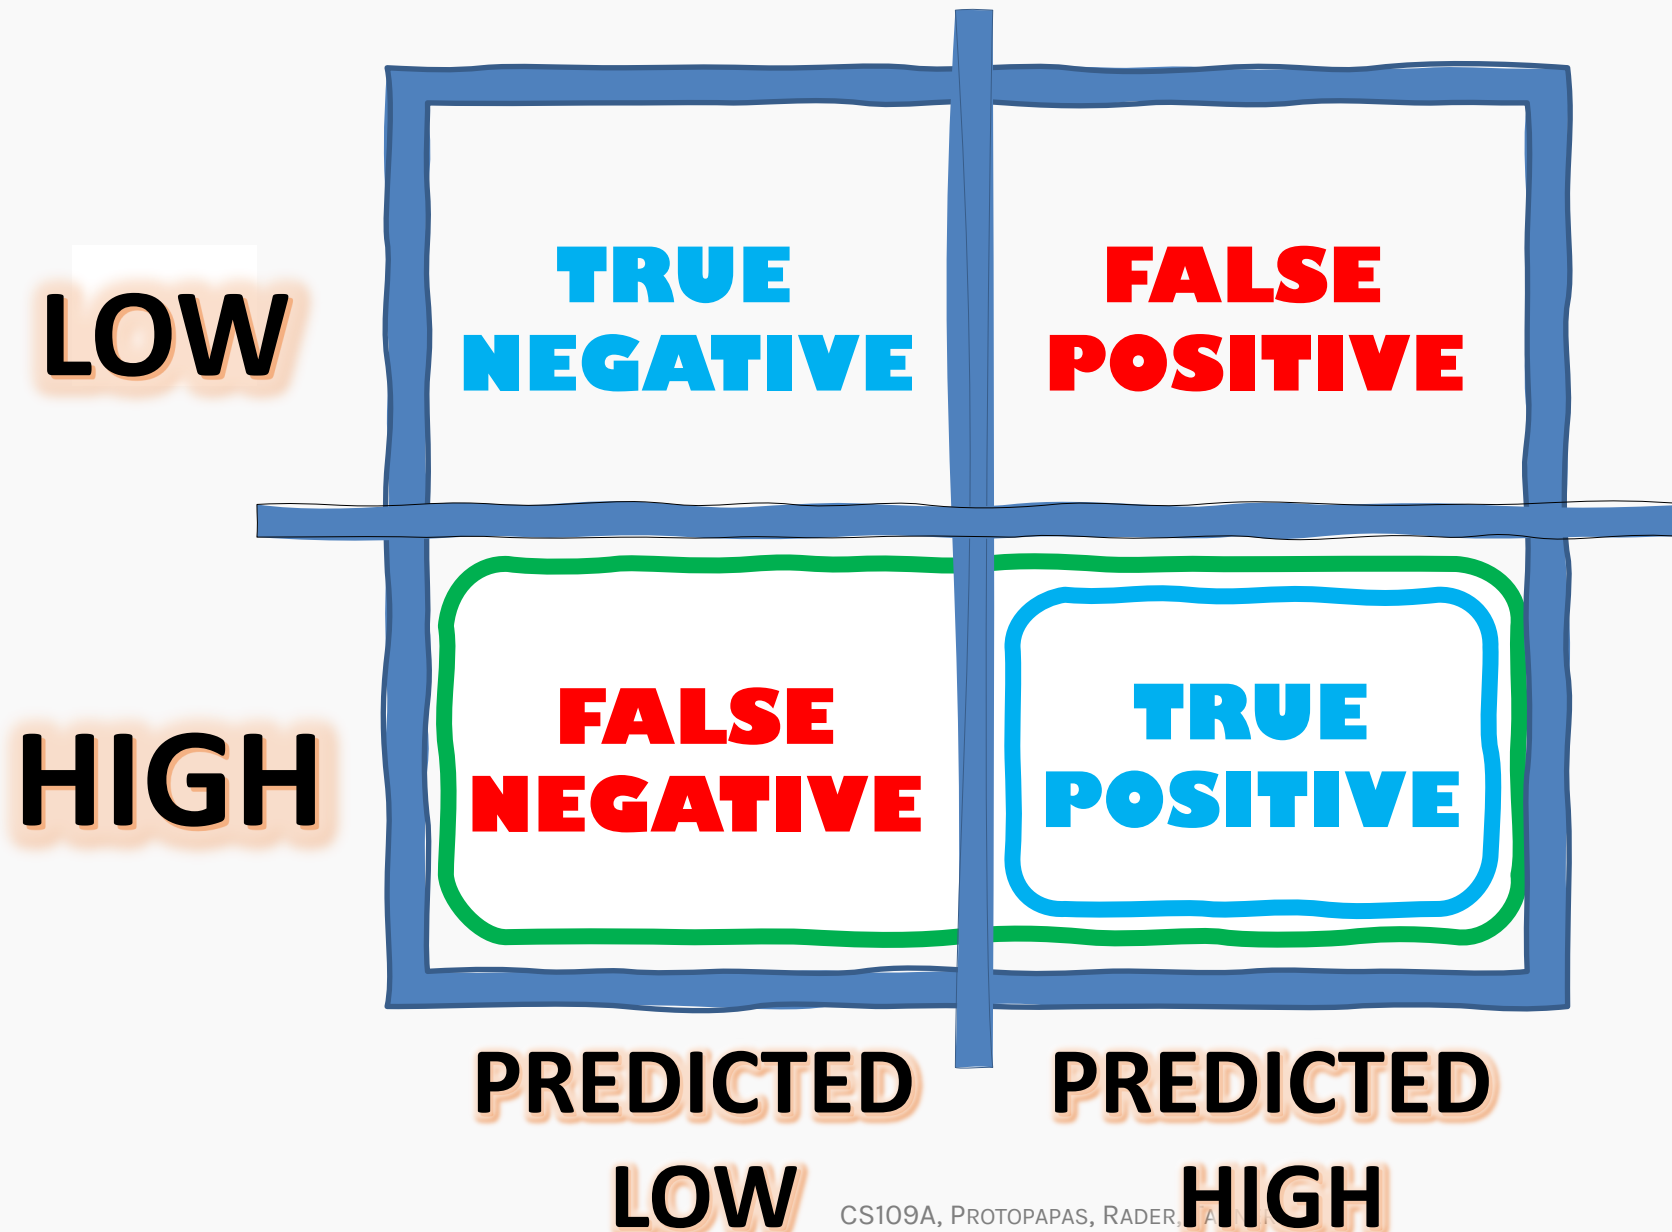 TRUE
NEGATIVE
FALSE
POSITIVE
LOW
FALSE
NEGATIVE
TRUE
POSITIVE
HIGH
PREDICTED
LOW
PREDICTED
HIGH
CS109A, PROTOPAPAS, RADER,